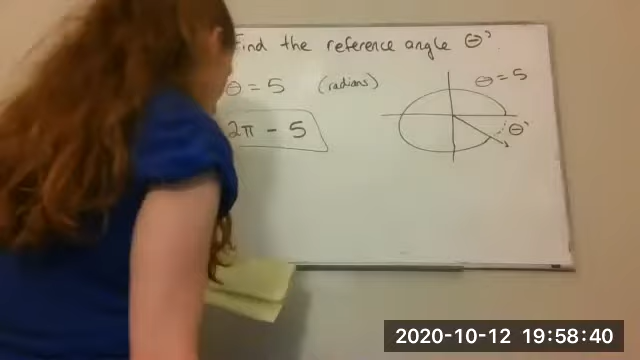 Find the reference angle θ'
θ = 5 (radians)
θ = 5
2π - 5
θ'
2020-10-12 19:58:40